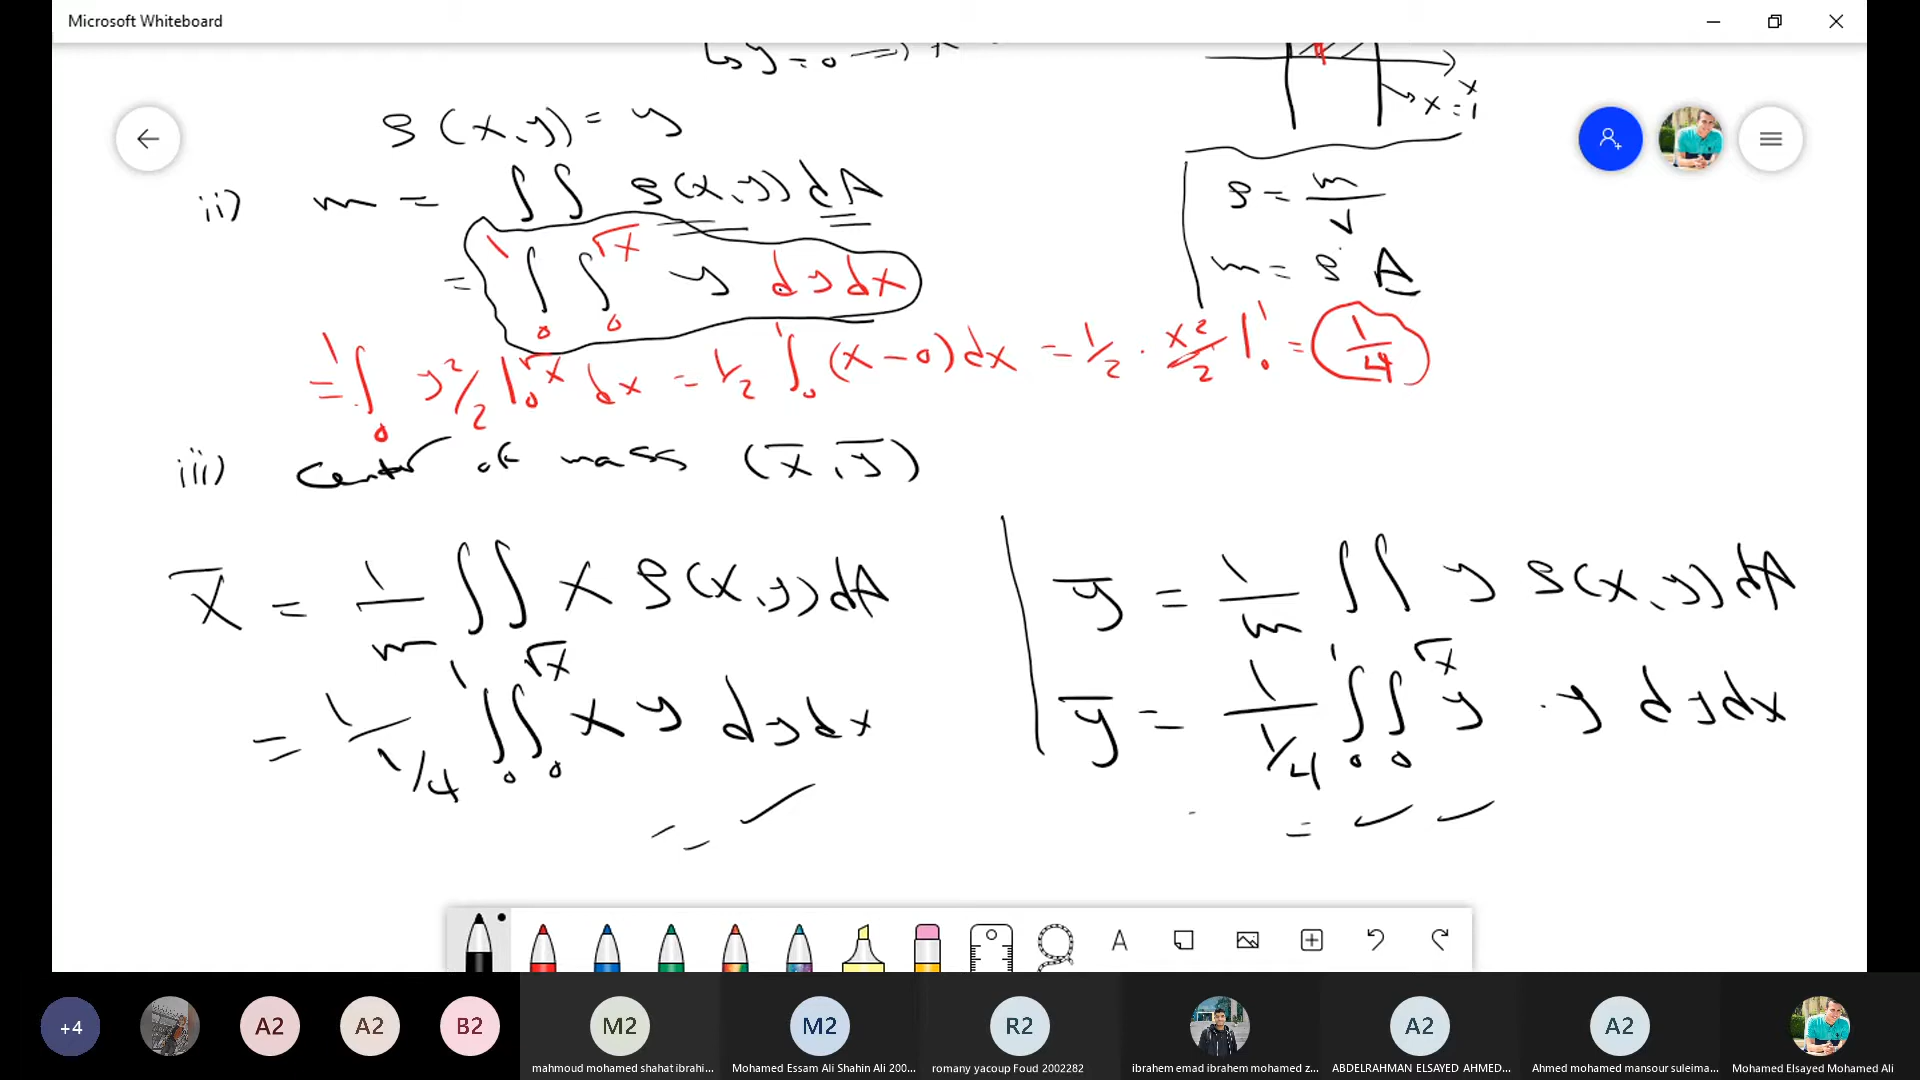 Microsoft Whiteboard
y = 0 ⟹ x
x
x = 1
ρ(x,y) = y
ii) m = ∫∫ ρ(x,y) dA
= ∫₀¹ ∫₀^√x y dy dx
= ∫₀¹ y²/2 |₀^√x dx = 1/2 ∫₀¹ (x - 0) dx = 1/2 · x²/2 |₀¹ = 1/4
ρ = m/V
m = ρ A
iii) Center of mass (x̄, ȳ)
x̄ = 1/m ∫∫ x ρ(x,y) dA
= 1/(1/4) ∫₀¹ ∫₀^√x x y dy dx
=
ȳ = 1/m ∫∫ y ρ(x,y) dA
ȳ = 1/(1/4) ∫₀¹ ∫₀^√x y · y dy dx
=
+4
A2
A2
B2
M2
M2
R2
A2
A2
mahmoud mohamed shahat ibrahi...
Mohamed Essam Ali Shahin Ali 200...
romany yacoup Foud 2002282
ibrahem emad ibrahem mohamed z...
ABDELRAHMAN ELSAYED AHMED...
Ahmed mohamed mansour suleima...
Mohamed Elsayed Mohamed Ali